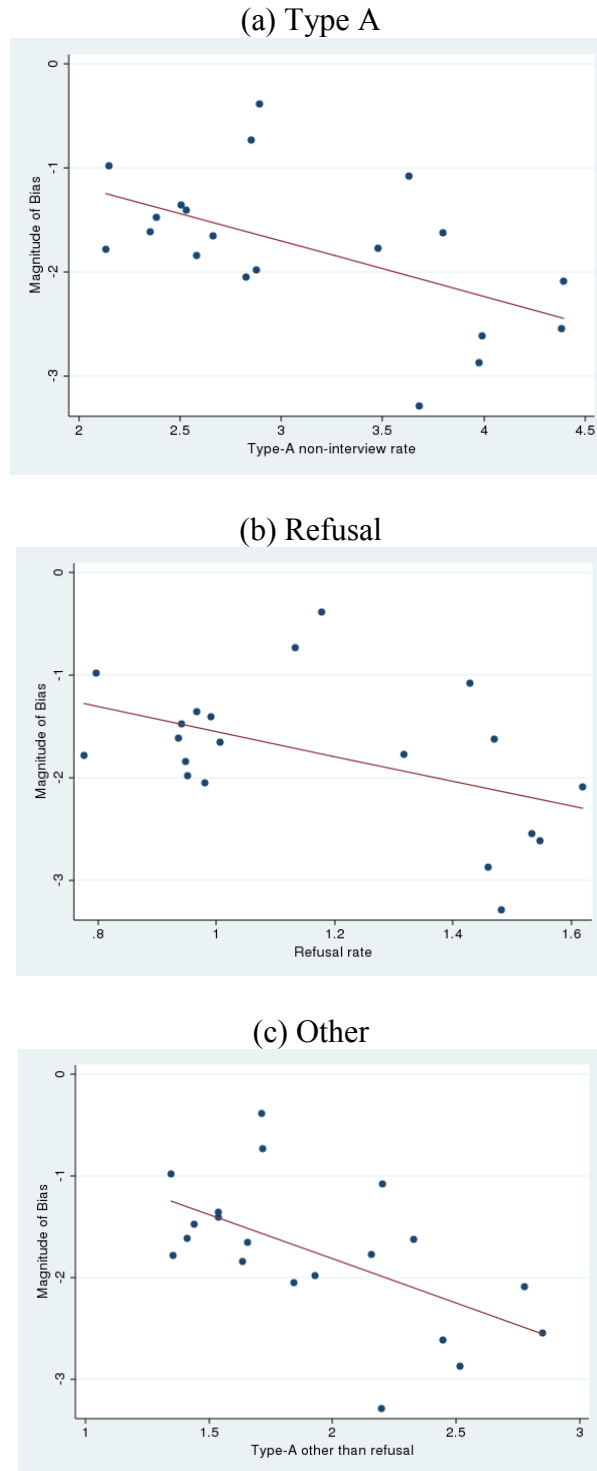 (a) Type A
0
-1
-2
-3
Magnitude of Bias
2 2.5 3 3.5 4 4.5
Type-A non-interview rate
(b) Refusal
0
-1
-2
-3
Magnitude of Bias
.8 1 1.2 1.4 1.6
Refusal rate
(c) Other
0
-1
-2
-3
Magnitude of Bias
1 1.5 2 2.5 3
Type-A other than refusal